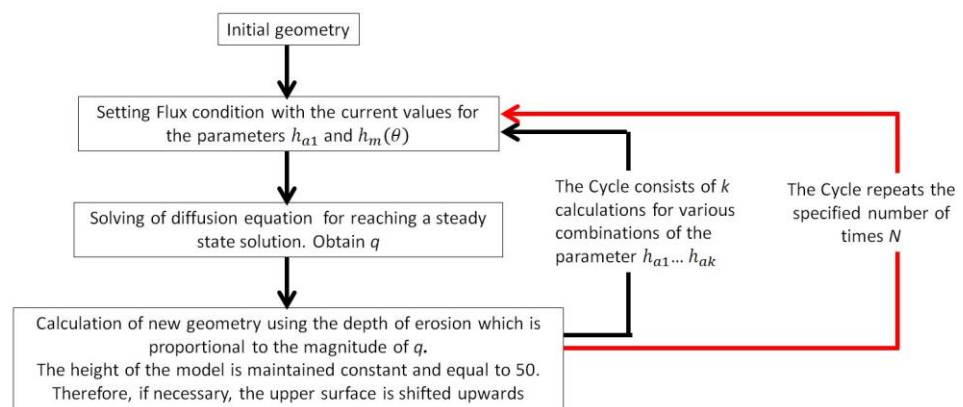 Initial geometry
Setting Flux condition with the current values for
the parameters hₐ₁ and hₘ(θ)
Solving of diffusion equation for reaching a steady
state solution. Obtain q
Calculation of new geometry using the depth of erosion which is
proportional to the magnitude of q.
The height of the model is maintained constant and equal to 50.
Therefore, if necessary, the upper surface is shifted upwards
The Cycle consists of k
calculations for various
combinations of the
parameter hₐ₁... hₐₖ
The Cycle repeats the
specified number of
times N